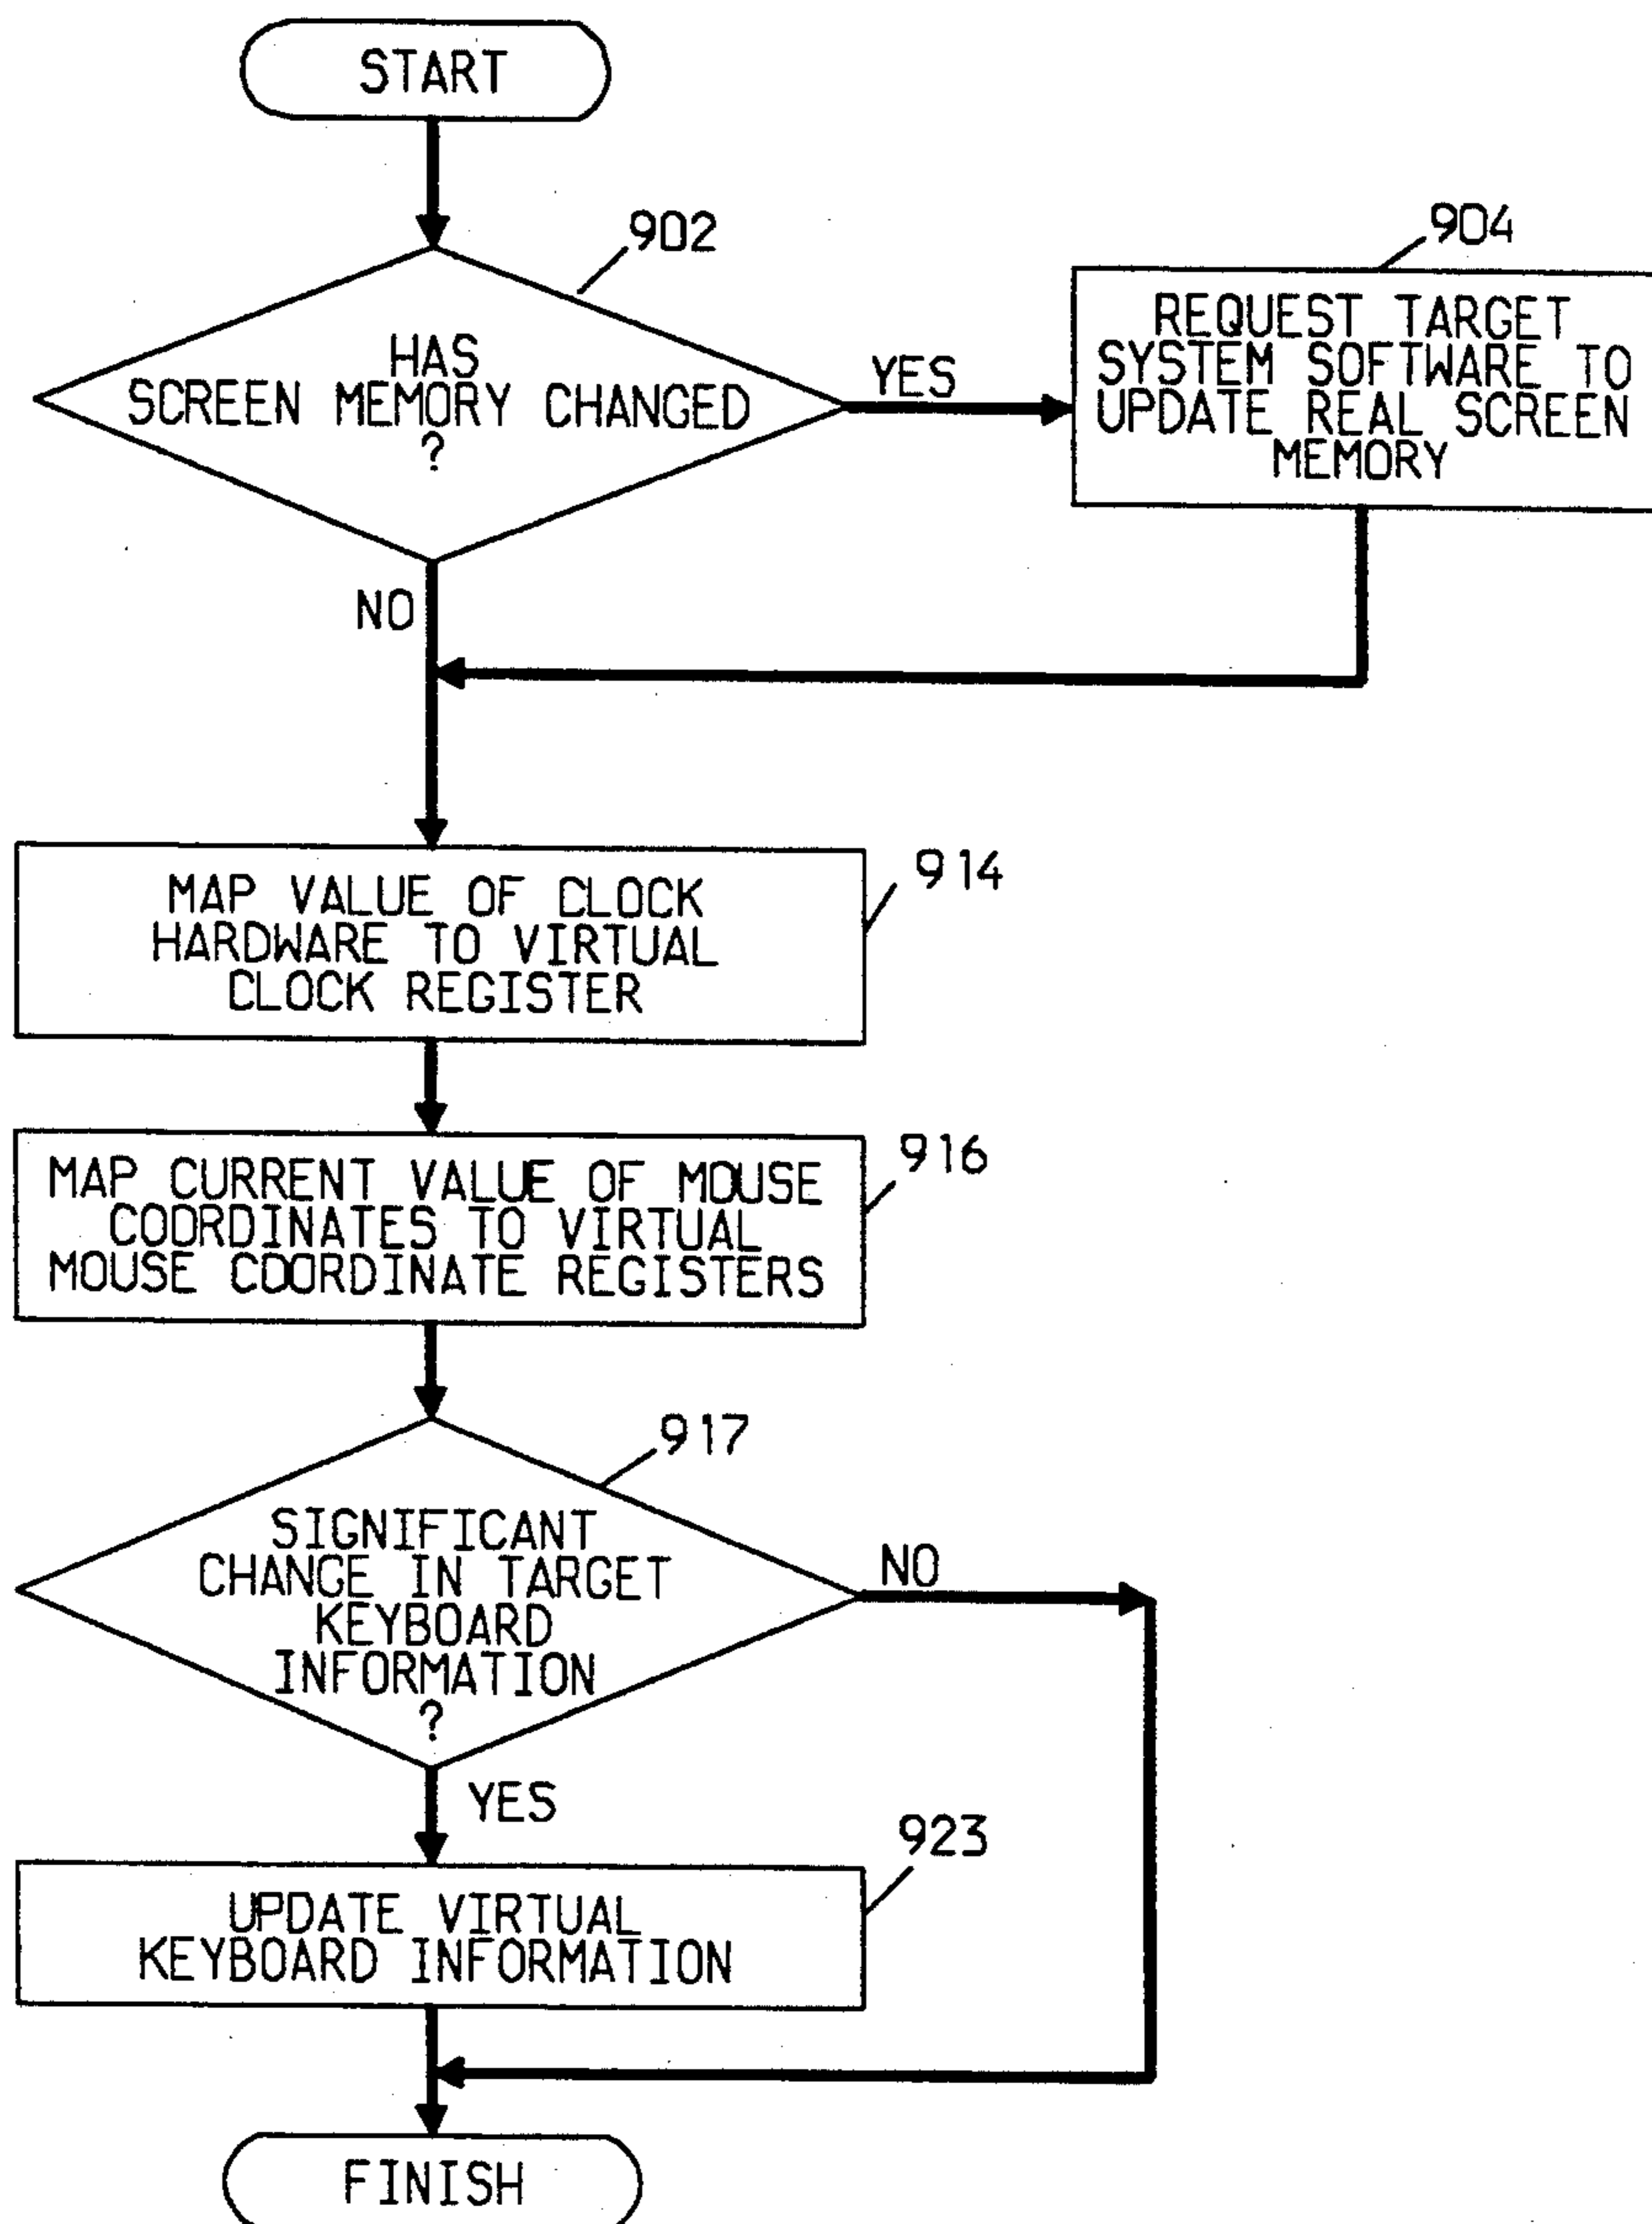 START
902
HAS
SCREEN MEMORY CHANGED
?
YES
904
REQUEST TARGET
SYSTEM SOFTWARE TO
UPDATE REAL SCREEN
MEMORY
NO
914
MAP VALUE OF CLOCK
HARDWARE TO VIRTUAL
CLOCK REGISTER
916
MAP CURRENT VALUE OF MOUSE
COORDINATES TO VIRTUAL
MOUSE COORDINATE REGISTERS
917
SIGNIFICANT
CHANGE IN TARGET
KEYBOARD
INFORMATION
?
NO
YES
923
UPDATE VIRTUAL
KEYBOARD INFORMATION
FINISH